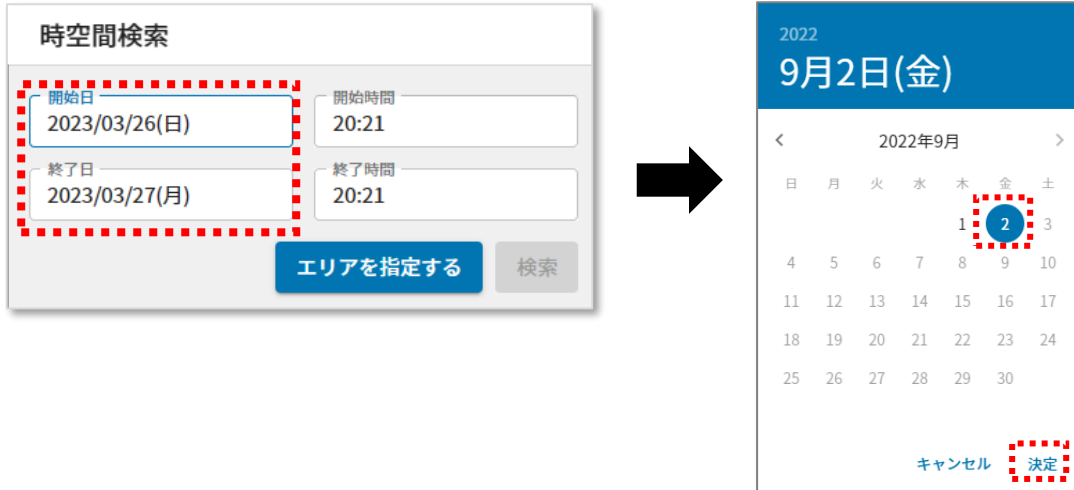 時空間検索
開始日
2023/03/26(日)
開始時間
20:21
終了日
2023/03/27(月)
終了時間
20:21
エリアを指定する
検索
2022
9月2日(金)
< 2022年9月 >
日 月 火 水 木 金 土
1 2 3
4 5 6 7 8 9 10
11 12 13 14 15 16 17
18 19 20 21 22 23 24
25 26 27 28 29 30
キャンセル 決定